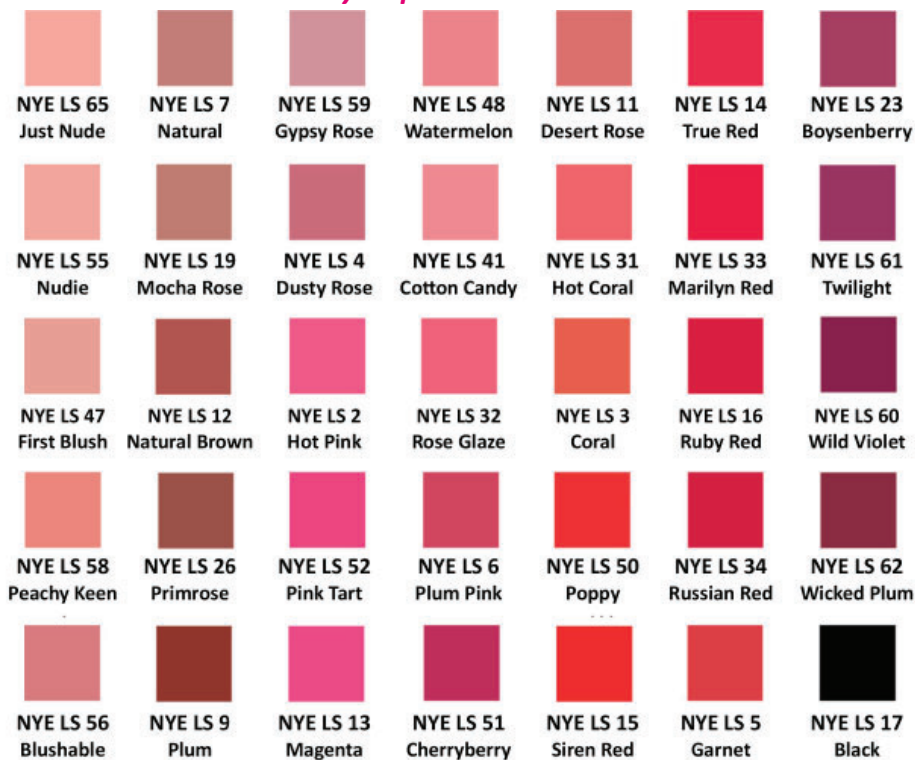 NYE LS 65 NYE LS 7 NYE LS 59 NYE LS 48 NYE LS 11 NYE LS 14 NYE LS 23
Just Nude Natural Gypsy Rose Watermelon Desert Rose True Red Boysenberry
NYE LS 55 NYE LS 19 NYE LS 4 NYE LS 41 NYE LS 31 NYE LS 33 NYE LS 61
Nudie Mocha Rose Dusty Rose Cotton Candy Hot Coral Marilyn Red Twilight
NYE LS 47 NYE LS 12 NYE LS 2 NYE LS 32 NYE LS 3 NYE LS 16 NYE LS 60
First Blush Natural Brown Hot Pink Rose Glaze Coral Ruby Red Wild Violet
NYE LS 58 NYE LS 26 NYE LS 52 NYE LS 6 NYE LS 50 NYE LS 34 NYE LS 62
Peachy Keen Primrose Pink Tart Plum Pink Poppy Russian Red Wicked Plum
NYE LS 56 NYE LS 9 NYE LS 13 NYE LS 51 NYE LS 15 NYE LS 5 NYE LS 17
Blushable Plum Magenta Cherryberry Siren Red Garnet Black